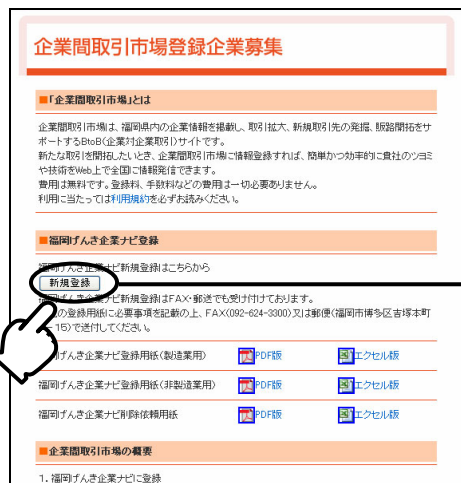 企業間取引市場登録企業募集
■「企業間取引市場」とは
企業間取引市場は、福岡県内の企業情報を掲載し、取引拡大、新規取引先の発掘、販路開拓をサ
ポートするBtoB(企業対企業取引)サイトです。
新たな取引を開拓したいとき、企業間取引市場に情報登録すれば、簡単かつ効率的に貴社のツヨミ
や技術をWeb上で全国に情報発信できます。
費用は無料です。登録料、手数料などの費用は一切必要ありません。
利用に当たっては利用規約を必ずお読みください。
■福岡げんき企業ナビ登録
福岡げんき企業ナビ新規登録はこちらから
新規登録
福岡げんき企業ナビ新規登録はFAX・郵送でも受け付けております。
の登録用紙に必要事項を記載の上、FAX(092-624-3300)又は郵便(福岡市博多区吉塚本町
-15)で送付してください。
げんき企業ナビ登録用紙(製造業用) PDF版 エクセル版
福岡げんき企業ナビ登録用紙(非製造業用) PDF版 エクセル版
福岡げんき企業ナビ削除依頼用紙 PDF版 エクセル版
■企業間取引市場の概要
1. 福岡げんき企業ナビに登録